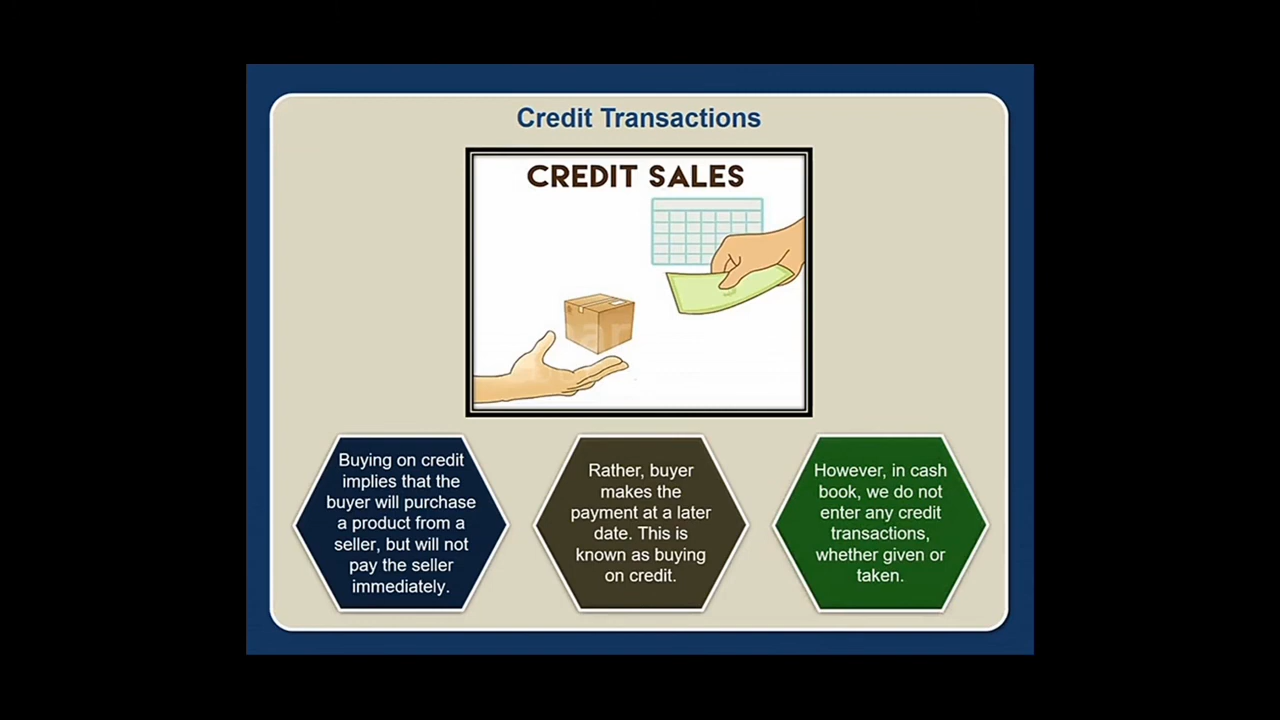 Credit Transactions
CREDIT SALES
Buying on credit
implies that the
buyer will purchase
a product from a
seller, but will not
pay the seller
immediately.
Rather, buyer
makes the
payment at a later
date. This is
known as buying
on credit.
However, in cash
book, we do not
enter any credit
transactions,
whether given or
taken.